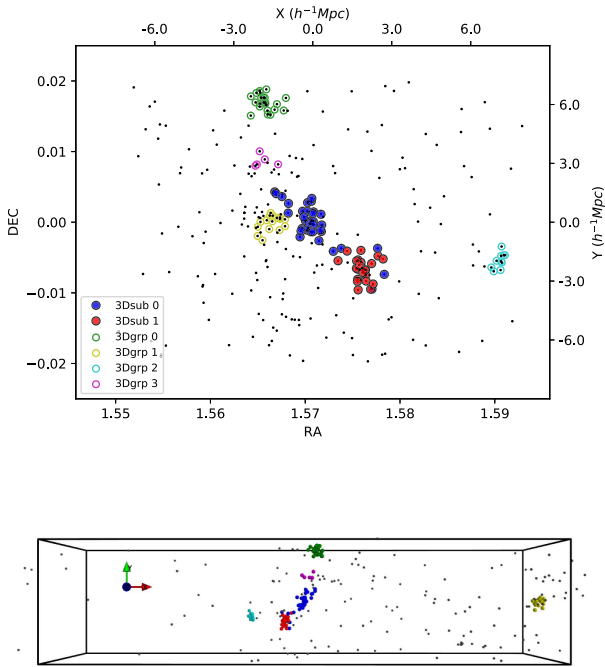 X (h⁻¹Mpc)
-6.0 -3.0 0.0 3.0 6.0
0.02
0.01
0.00
−0.01
−0.02
DEC
6.0
3.0
0.0
-3.0
-6.0
Y (h⁻¹Mpc)
3Dsub 0
3Dsub 1
3Dgrp 0
3Dgrp 1
3Dgrp 2
3Dgrp 3
1.55 1.56 1.57 1.58 1.59
RA